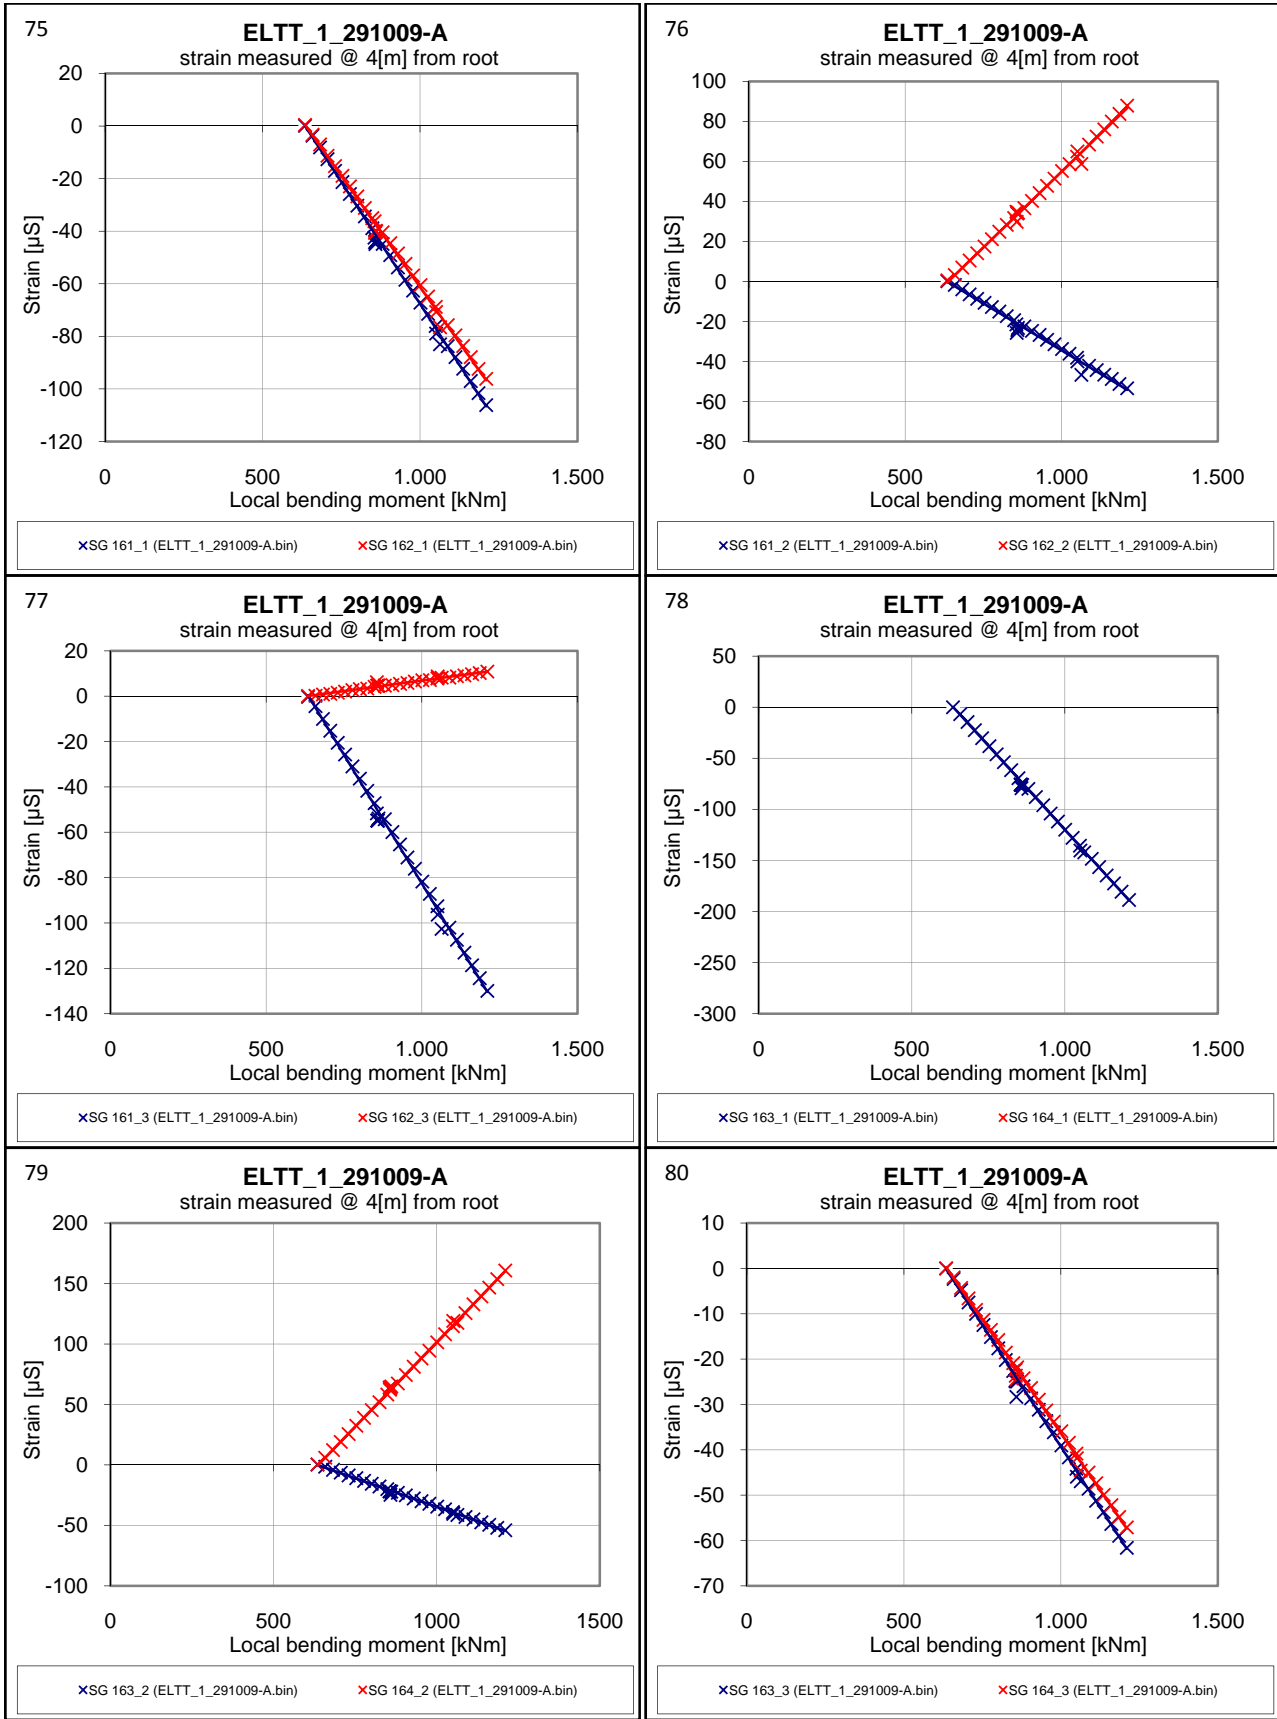 75
ELTT_1_291009-A
strain measured @ 4[m] from root
20
0
-20
-40
-60
-80
-100
-120
Strain [µS]
0 500 1.000 1.500
Local bending moment [kNm]
SG 161_1 (ELTT_1_291009-A.bin) SG 162_1 (ELTT_1_291009-A.bin)
76
ELTT_1_291009-A
strain measured @ 4[m] from root
100
80
60
40
20
0
-20
-40
-60
-80
Strain [µS]
0 500 1.000 1.500
Local bending moment [kNm]
SG 161_2 (ELTT_1_291009-A.bin) SG 162_2 (ELTT_1_291009-A.bin)
77
ELTT_1_291009-A
strain measured @ 4[m] from root
20
0
-20
-40
-60
-80
-100
-120
-140
Strain [µS]
0 500 1.000 1.500
Local bending moment [kNm]
SG 161_3 (ELTT_1_291009-A.bin) SG 162_3 (ELTT_1_291009-A.bin)
78
ELTT_1_291009-A
strain measured @ 4[m] from root
50
0
-50
-100
-150
-200
-250
-300
Strain [µS]
0 500 1.000 1.500
Local bending moment [kNm]
SG 163_1 (ELTT_1_291009-A.bin) SG 164_1 (ELTT_1_291009-A.bin)
79
ELTT_1_291009-A
strain measured @ 4[m] from root
200
150
100
50
0
-50
-100
Strain [µS]
0 500 1000 1500
Local bending moment [kNm]
SG 163_2 (ELTT_1_291009-A.bin) SG 164_2 (ELTT_1_291009-A.bin)
80
ELTT_1_291009-A
strain measured @ 4[m] from root
10
0
-10
-20
-30
-40
-50
-60
-70
Strain [µS]
0 500 1.000 1.500
Local bending moment [kNm]
SG 163_3 (ELTT_1_291009-A.bin) SG 164_3 (ELTT_1_291009-A.bin)